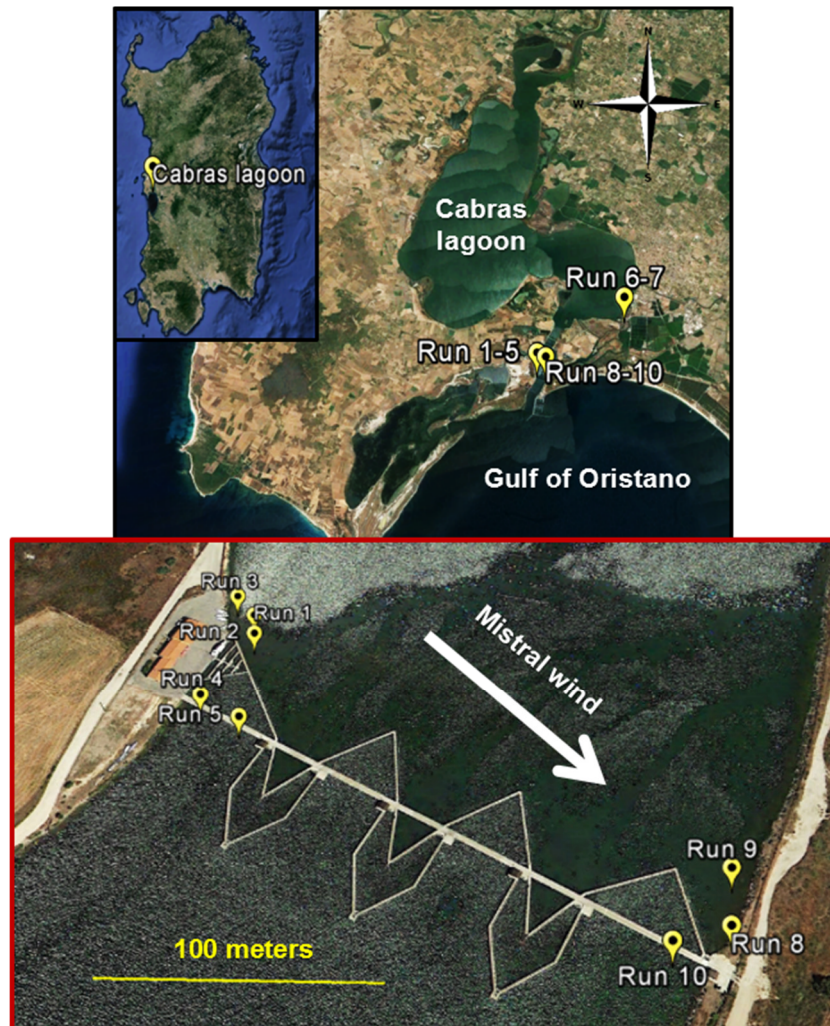 Cabras lagoon
N
W
E
S
Cabras
lagoon
Run 6-7
Run 1-5
Run 8-10
Gulf of Oristano
Run 3
Run 1
Run 2
Run 4
Run 5
Mistral wind
Run 9
Run 8
Run 10
100 meters